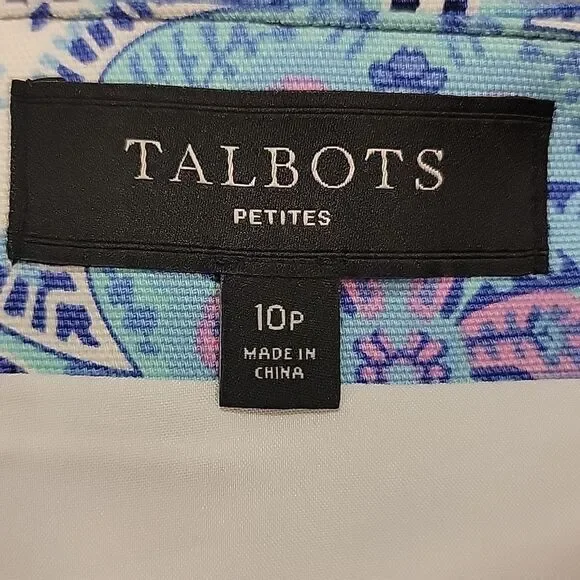 TALBOTS
PETITES
10P
MADE IN
CHINA